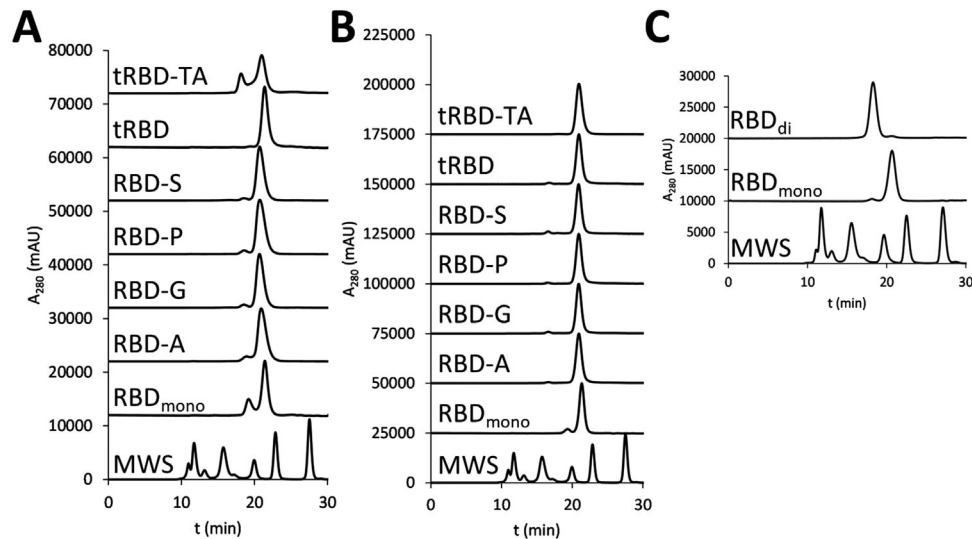 A
80000
70000
60000
50000
40000
30000
20000
10000
0
A280 (mAU)
tRBD-TA
tRBD
RBD-S
RBD-P
RBD-G
RBD-A
RBDmono
MWS
0 10 20 30
t (min)
B
225000
200000
175000
150000
125000
100000
75000
50000
25000
0
A280 (mAU)
tRBD-TA
tRBD
RBD-S
RBD-P
RBD-G
RBD-A
RBDmono
MWS
0 10 20 30
t (min)
C
30000
25000
20000
15000
10000
5000
0
A280 (mAU)
RBDdi
RBDmono
MWS
0 10 20 30
t (min)